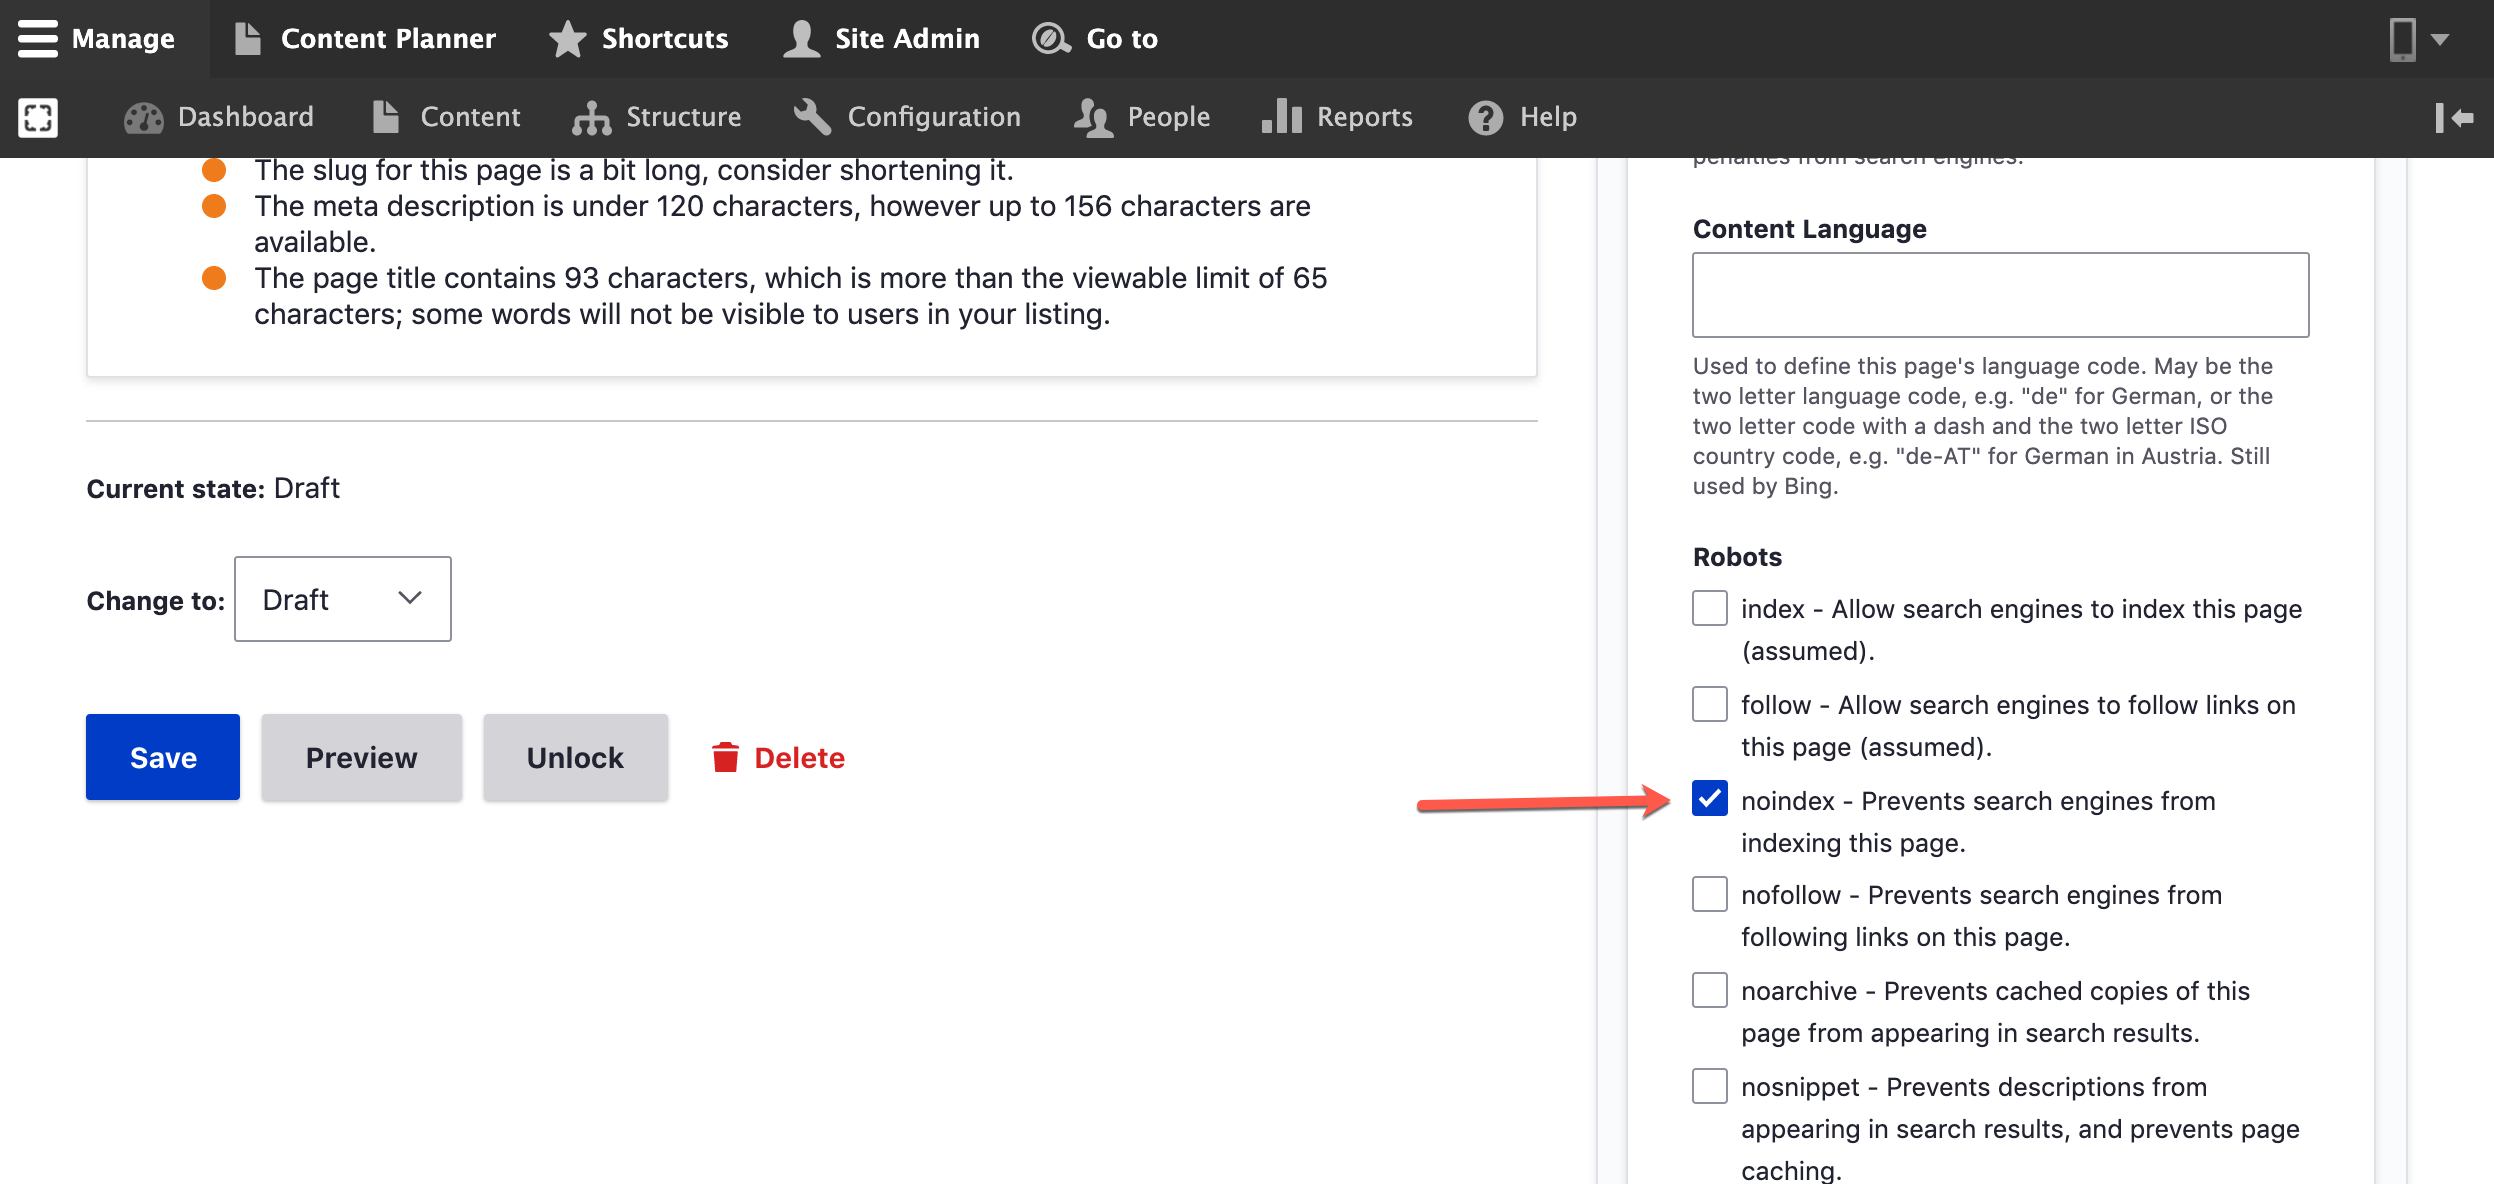 Manage
Content Planner
Shortcuts
Site Admin
Go to
Dashboard
Content
Structure
Configuration
People
Reports
Help
The slug for this page is a bit long, consider shortening it.
The meta description is under 120 characters, however up to 156 characters are
available.
The page title contains 93 characters, which is more than the viewable limit of 65
characters; some words will not be visible to users in your listing.
Current state: Draft
Change to: Draft
Save
Preview
Unlock
Delete
penalties from search engines.
Content Language
Used to define this page's language code. May be the
two letter language code, e.g. "de" for German, or the
two letter code with a dash and the two letter ISO
country code, e.g. "de-AT" for German in Austria. Still
used by Bing.
Robots
index - Allow search engines to index this page
(assumed).
follow - Allow search engines to follow links on
this page (assumed).
noindex - Prevents search engines from
indexing this page.
nofollow - Prevents search engines from
following links on this page.
noarchive - Prevents cached copies of this
page from appearing in search results.
nosnippet - Prevents descriptions from
appearing in search results, and prevents page
caching.